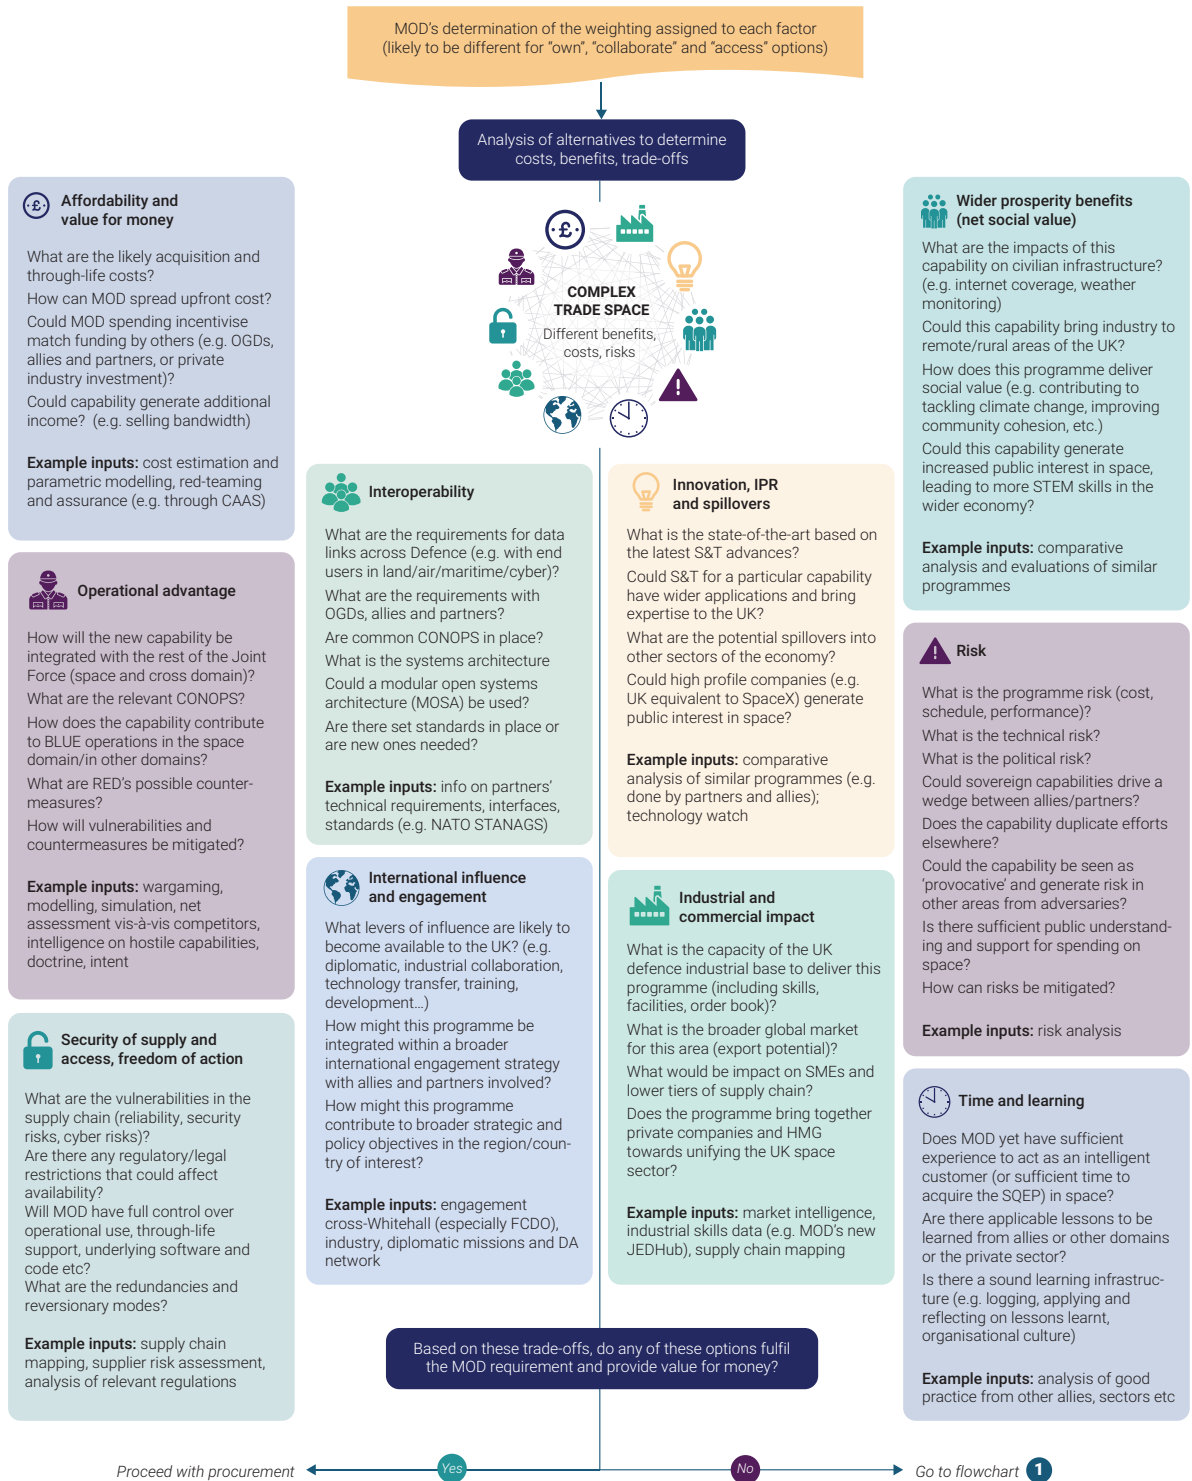 MOD's determination of the weighting assigned to each factor
(likely to be different for "own", "collaborate" and "access" options)
Analysis of alternatives to determine
costs, benefits, trade-offs
COMPLEX
TRADE SPACE
Different benefits,
costs, risks
Affordability and
value for money
What are the likely acquisition and
through-life costs?
How can MOD spread upfront cost?
Could MOD spending incentivise
match funding by others (e.g. OGDs,
allies and partners, or private
industry investment)?
Could capability generate additional
income? (e.g. selling bandwidth)
Example inputs: cost estimation and
parametric modelling, red-teaming
and assurance (e.g. through CAAS)
Operational advantage
How will the new capability be
integrated with the rest of the Joint
Force (space and cross domain)?
What are the relevant CONOPS?
How does the capability contribute
to BLUE operations in the space
domain/in other domains?
What are RED's possible counter-
measures?
How will vulnerabilities and
countermeasures be mitigated?
Example inputs: wargaming,
modelling, simulation, net
assessment vis-à-vis competitors,
intelligence on hostile capabilities,
doctrine, intent
Security of supply and
access, freedom of action
What are the vulnerabilities in the
supply chain (reliability, security
risks, cyber risks)?
Are there any regulatory/legal
restrictions that could affect
availability?
Will MOD have full control over
operational use, through-life
support, underlying software and
code etc?
What are the redundancies and
reversionary modes?
Example inputs: supply chain
mapping, supplier risk assessment,
analysis of relevant regulations
Interoperability
What are the requirements for data
links across Defence (e.g. with end
users in land/air/maritime/cyber)?
What are the requirements with
OGDs, allies and partners?
Are common CONOPS in place?
What is the systems architecture
Could a modular open systems
architecture (MOSA) be used?
Are there set standards in place or
are new ones needed?
Example inputs: info on partners'
technical requirements, interfaces,
standards (e.g. NATO STANAGS)
International influence
and engagement
What levers of influence are likely to
become available to the UK? (e.g.
diplomatic, industrial collaboration,
technology transfer, training,
development...)
How might this programme be
integrated within a broader
international engagement strategy
with allies and partners involved?
How might this programme
contribute to broader strategic and
policy objectives in the region/coun-
try of interest?
Example inputs: engagement
cross-Whitehall (especially FCDO),
industry, diplomatic missions and DA
network
Innovation, IPR
and spillovers
What is the state-of-the-art based on
the latest S&T advances?
Could S&T for a particular capability
have wider applications and bring
expertise to the UK?
What are the potential spillovers into
other sectors of the economy?
Could high profile companies (e.g.
UK equivalent to SpaceX) generate
public interest in space?
Example inputs: comparative
analysis of similar programmes (e.g.
done by partners and allies);
technology watch
Industrial and
commercial impact
What is the capacity of the UK
defence industrial base to deliver this
programme (including skills,
facilities, order book)?
What is the broader global market
for this area (export potential)?
What would be impact on SMEs and
lower tiers of supply chain?
Does the programme bring together
private companies and HMG
towards unifying the UK space
sector?
Example inputs: market intelligence,
industrial skills data (e.g. MOD's new
JEDHub), supply chain mapping
Wider prosperity benefits
(net social value)
What are the impacts of this
capability on civilian infrastructure?
(e.g. internet coverage, weather
monitoring)
Could this capability bring industry to
remote/rural areas of the UK?
How does this programme deliver
social value (e.g. contributing to
tackling climate change, improving
community cohesion, etc.)
Could this capability generate
increased public interest in space,
leading to more STEM skills in the
wider economy?
Example inputs: comparative
analysis and evaluations of similar
programmes
Risk
What is the programme risk (cost,
schedule, performance)?
What is the technical risk?
What is the political risk?
Could sovereign capabilities drive a
wedge between allies/partners?
Does the capability duplicate efforts
elsewhere?
Could the capability be seen as
'provocative' and generate risk in
other areas from adversaries?
Is there sufficient public understand-
ing and support for spending on
space?
How can risks be mitigated?
Example inputs: risk analysis
Time and learning
Does MOD yet have sufficient
experience to act as an intelligent
customer (or sufficient time to
acquire the SQEP) in space?
Are there applicable lessons to be
learned from allies or other domains
or the private sector?
Is there a sound learning infrastruc-
ture (e.g. logging, applying and
reflecting on lessons learnt,
organisational culture)
Example inputs: analysis of good
practice from other allies, sectors etc
Based on these trade-offs, do any of these options fulfil
the MOD requirement and provide value for money?
Proceed with procurement
Yes
No
Go to flowchart 1